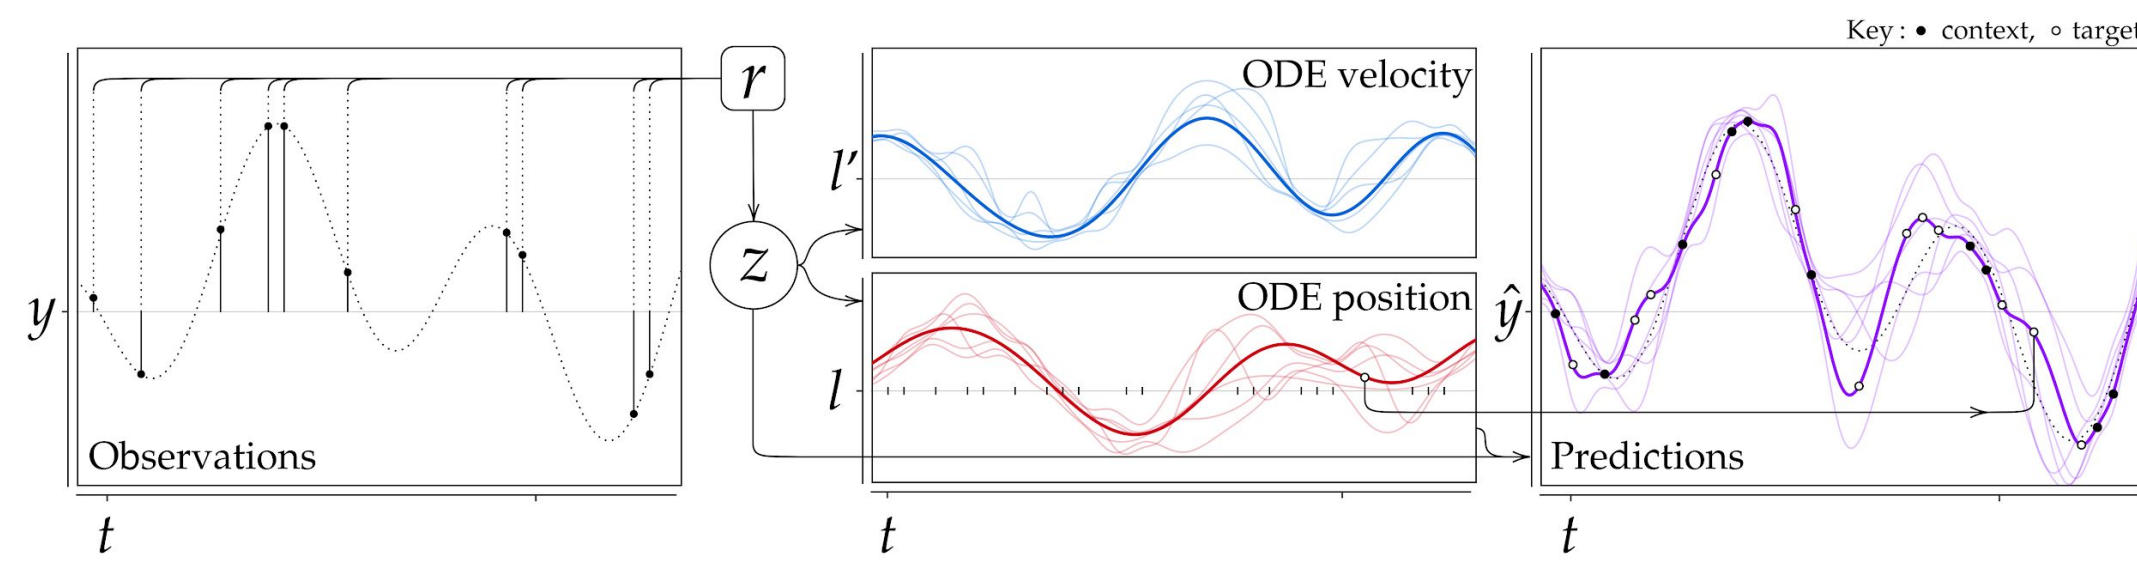 Key : ● context, ○ target
r
ODE velocity
l′
z
y
ODE position
l
ŷ
Observations
Predictions
t
t
t